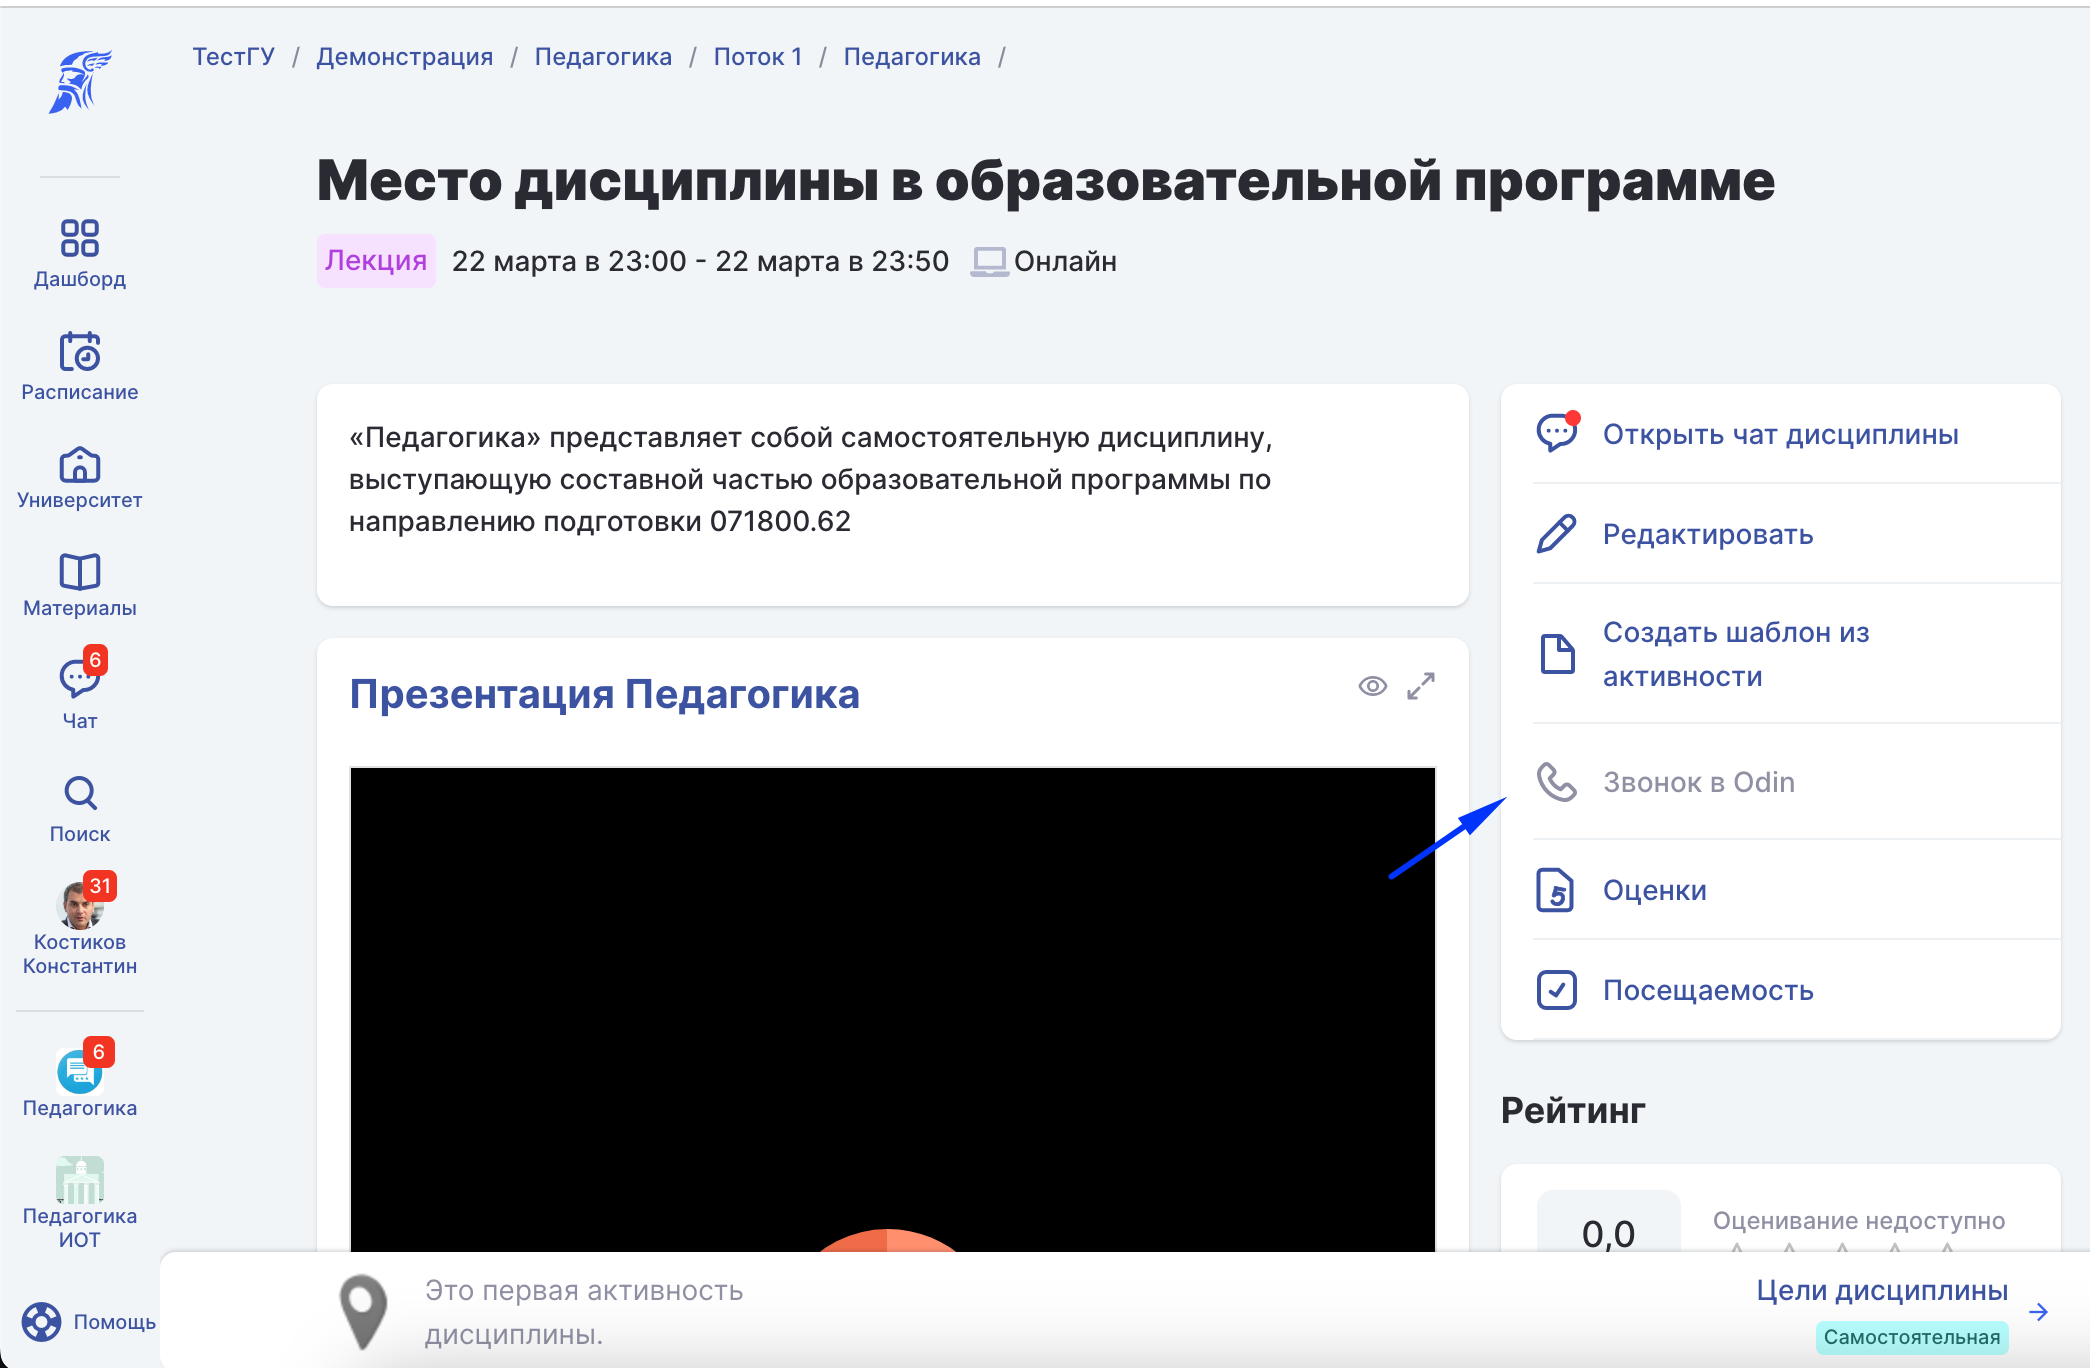 ТестГУ / Демонстрация / Педагогика / Поток 1 / Педагогика /
Место дисциплины в образовательной программе
Лекция 22 марта в 23:00 - 22 марта в 23:50 Онлайн
Дашборд
Расписание
Университет
Материалы
6
Чат
Поиск
31
Костиков
Константин
6
Педагогика
Педагогика
ИОТ
Помощь
«Педагогика» представляет собой самостоятельную дисциплину,
выступающую составной частью образовательной программы по
направлению подготовки 071800.62
Презентация Педагогика
Открыть чат дисциплины
Редактировать
Создать шаблон из
активности
Звонок в Odin
5
Оценки
Посещаемость
Рейтинг
0,0
Оценивание недоступно
Это первая активность
дисциплины.
Цели дисциплины
Самостоятельная